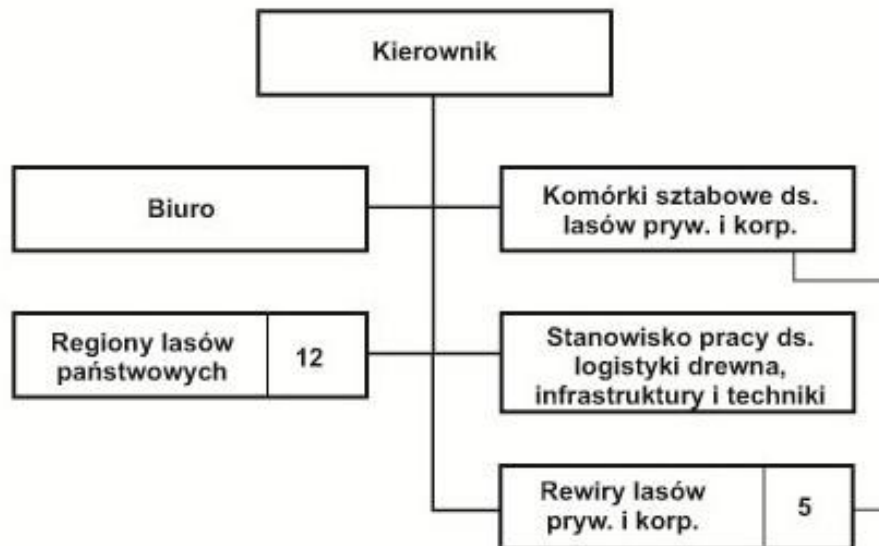 Kierownik
Biuro
Komórki sztabowe ds.
lasów pryw. i korp.
Regiony lasów
państwowych
12
Stanowisko pracy ds.
logistyki drewna,
infrastruktury i techniki
Rewiry lasów
pryw. i korp.
5